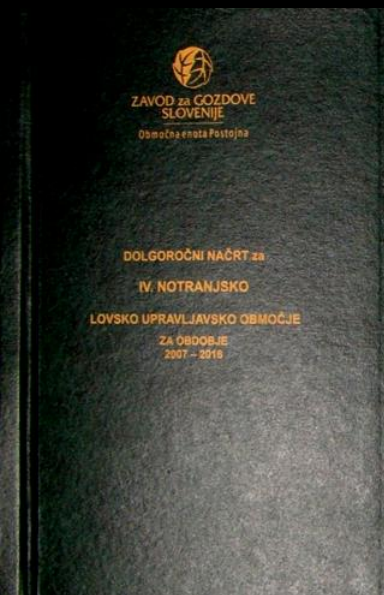 ZAVOD za GOZDOVE
SLOVENIJE
Območna enota Postojna
DOLGOROČNI NAČRT za
IV. NOTRANJSKO
LOVSKO UPRAVLJAVSKO OBMOČJE
ZA OBDOBJE
2007 – 2016